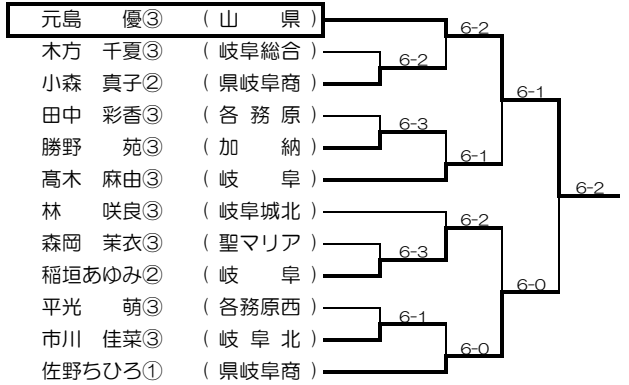 元島　優③ （山　県）
6-2
木方　千夏③ （岐阜総合）
6-2
小森　真子② （県岐阜商）
6-1
田中　彩香③ （各務原）
6-3
勝野　苑③ （加　納）
6-1
髙木　麻由③ （岐　阜）
6-2
林　咲良③ （岐阜城北）
6-2
森岡　茉衣③ （聖マリア）
6-3
稲垣あゆみ② （岐　阜）
6-0
平光　萌③ （各務原西）
6-1
市川　佳菜③ （岐阜北）
6-0
佐野ちひろ① （県岐阜商）